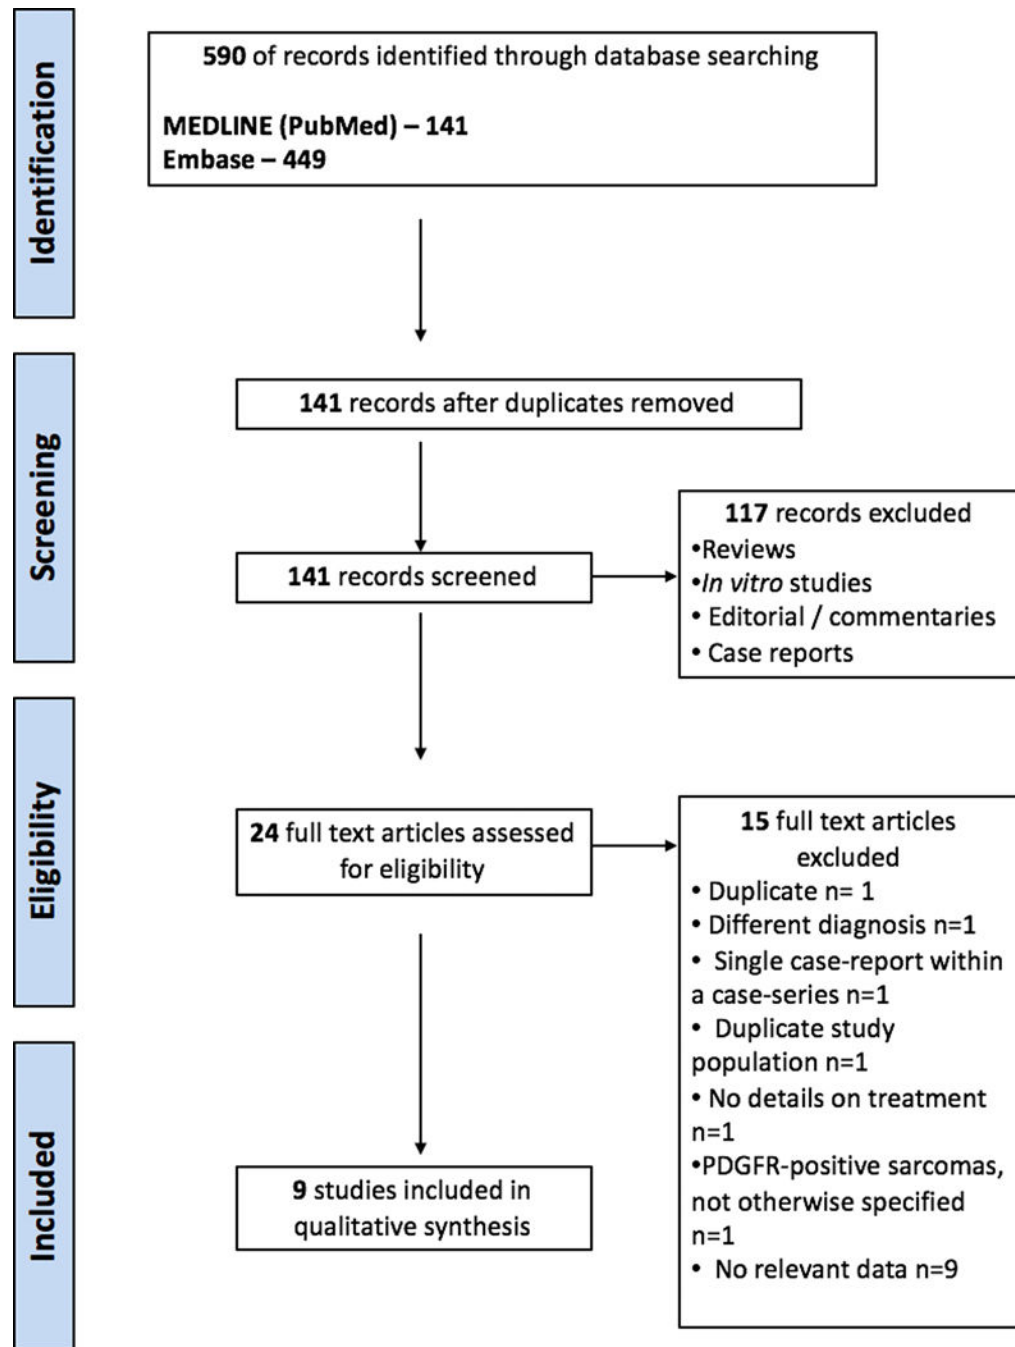 Identification
590 of records identified through database searching
MEDLINE (PubMed) – 141
Embase – 449
Screening
141 records after duplicates removed
141 records screened
117 records excluded
•Reviews
•In vitro studies
• Editorial / commentaries
• Case reports
Eligibility
24 full text articles assessed
for eligibility
15 full text articles
excluded
• Duplicate n= 1
• Different diagnosis n=1
• Single case-report within
a case-series n=1
• Duplicate study
population n=1
• No details on treatment
n=1
•PDGFR-positive sarcomas,
not otherwise specified
n=1
• No relevant data n=9
Included
9 studies included in
qualitative synthesis